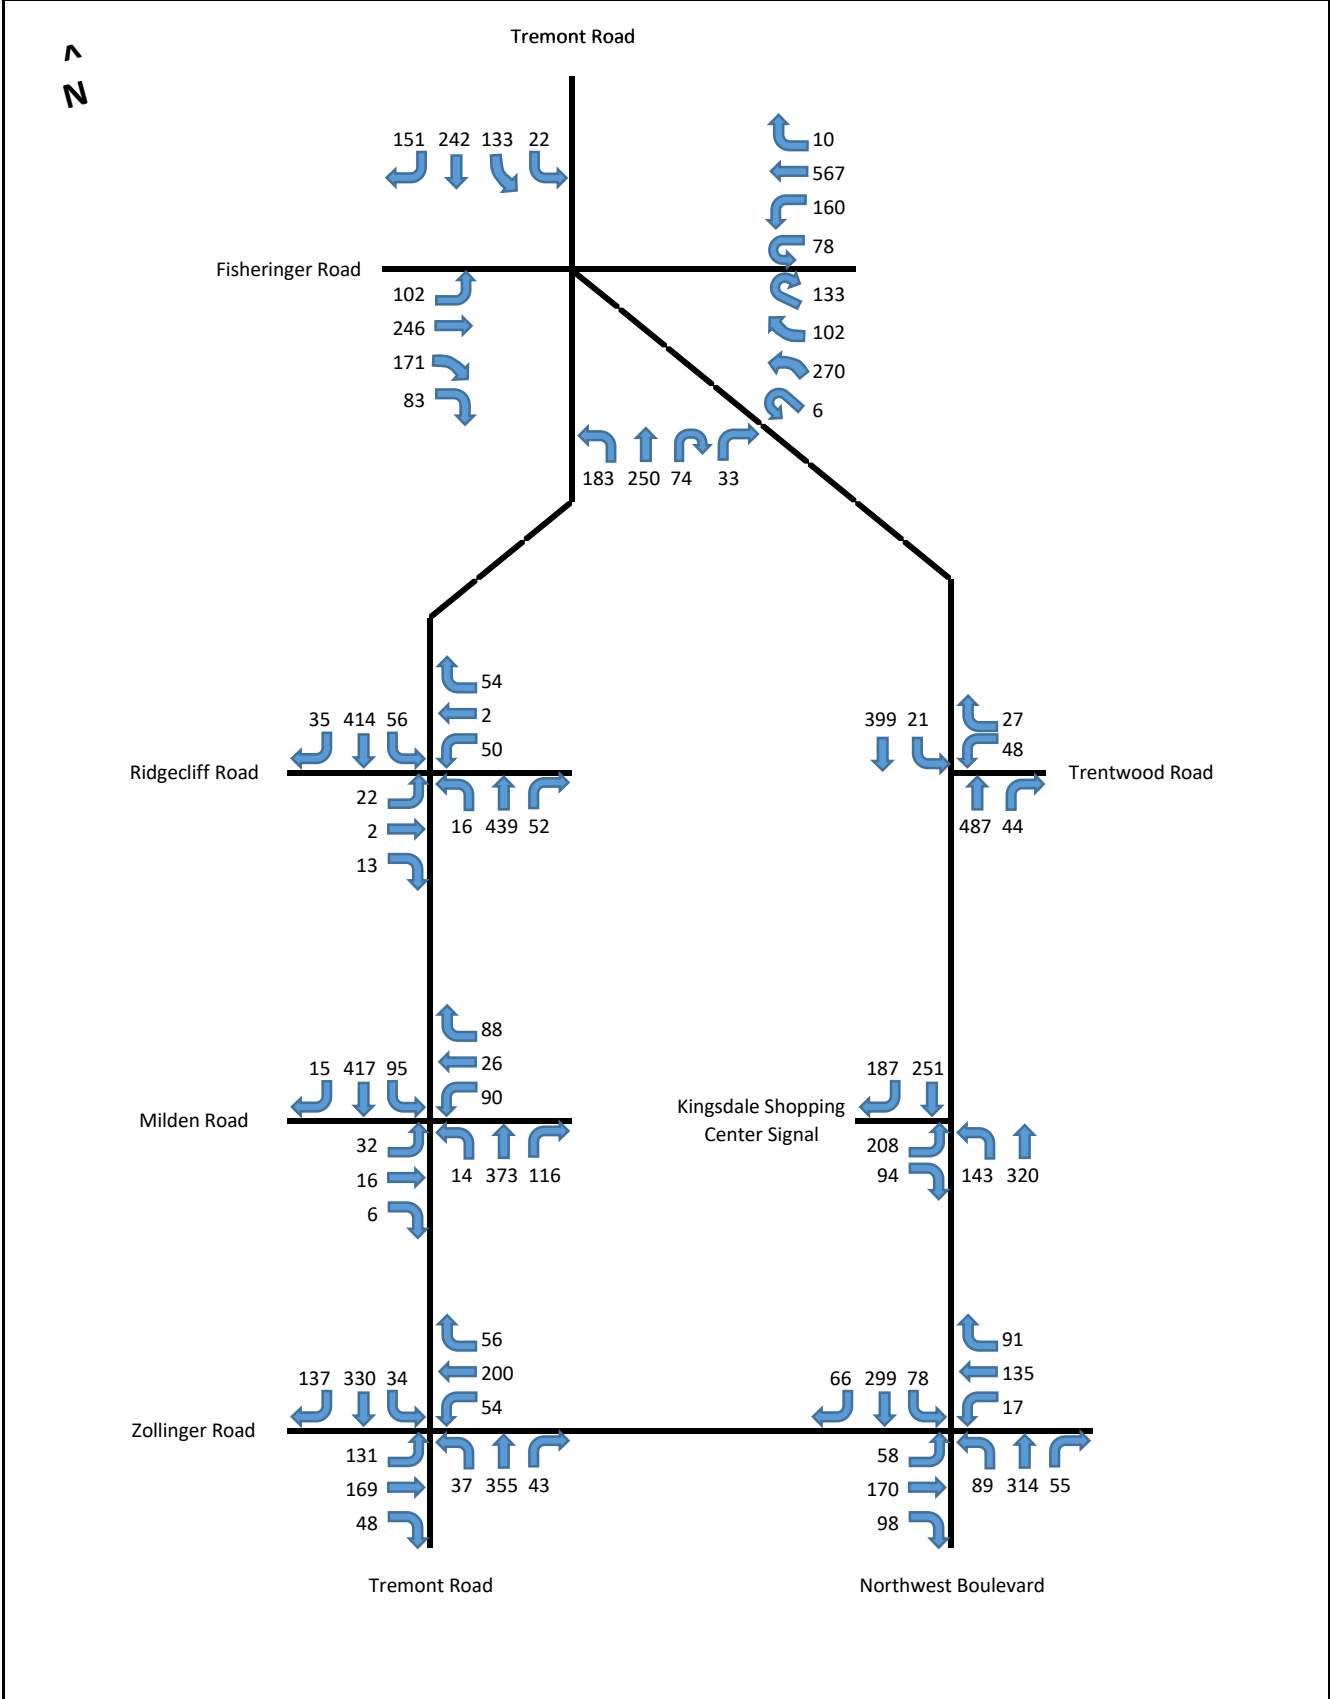 Tremont Road
^
N
151 242 133 22
10
567
160
78
Fisheringer Road
102
246
171
83
133
102
270
6
183 250 74 33
54
2
50
35 414 56
Ridgecliff Road
22
2
13
16 439 52
399 21
27
48
Trentwood Road
487 44
88
26
90
15 417 95
Milden Road
32
16
6
14 373 116
187 251
Kingsdale Shopping
Center Signal
208
94
143 320
56
200
54
137 330 34
Zollinger Road
131
169
48
37 355 43
91
135
17
66 299 78
58
170
98
89 314 55
Tremont Road
Northwest Boulevard